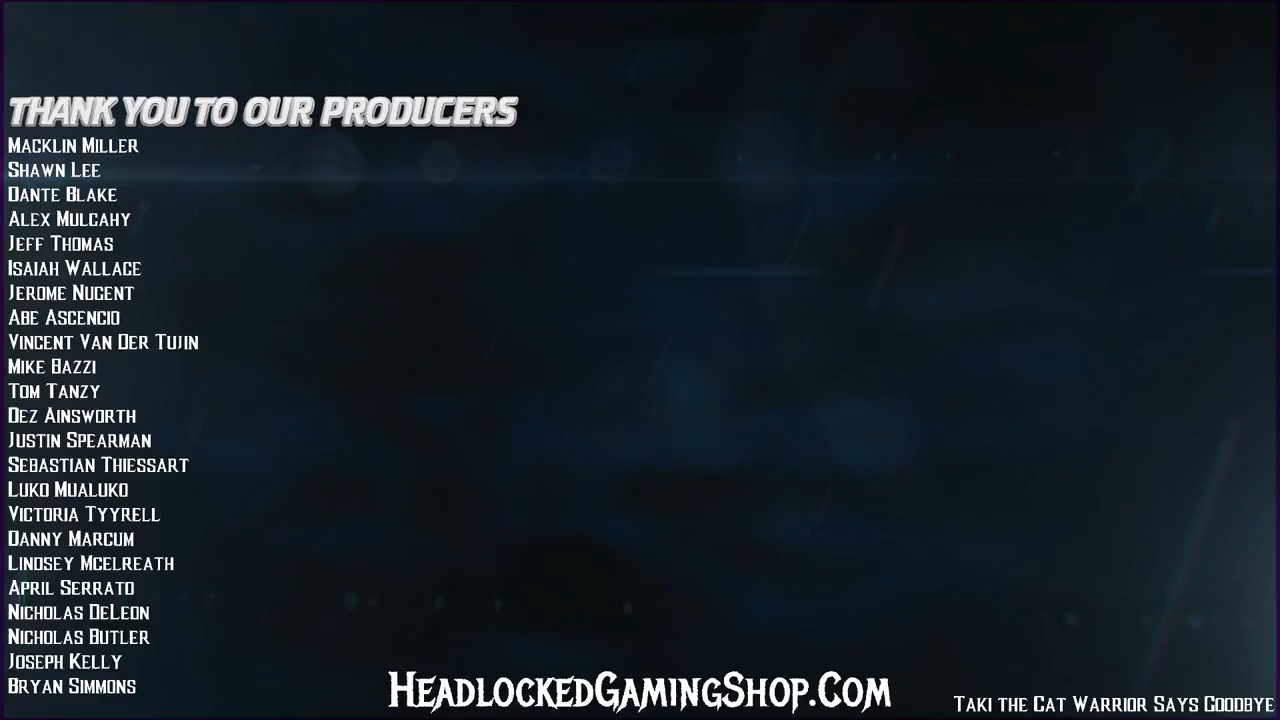 THANK YOU TO OUR PRODUCERS
MACKLIN MILLER
SHAWN LEE
DANTE BLAKE
ALEX MULCAHY
JEFF THOMAS
ISAIAH WALLACE
JEROME NUGENT
ABE ASCENCIO
VINCENT VAN DER TUIJN
MIKE BAZZI
TOM TANZY
DEZ AINSWORTH
JUSTIN SPEARMAN
SEBASTIAN THIESSART
LUKO MUALUKO
VICTORIA TYYRELL
DANNY MARCUM
LINDSEY MCELREATH
APRIL SERRATO
NICHOLAS DELEON
NICHOLAS BUTLER
JOSEPH KELLY
BRYAN SIMMONS
HEADLOCKEDGAMINGSHOP.COM
TAKI THE CAT WARRIOR SAYS GOODBYE